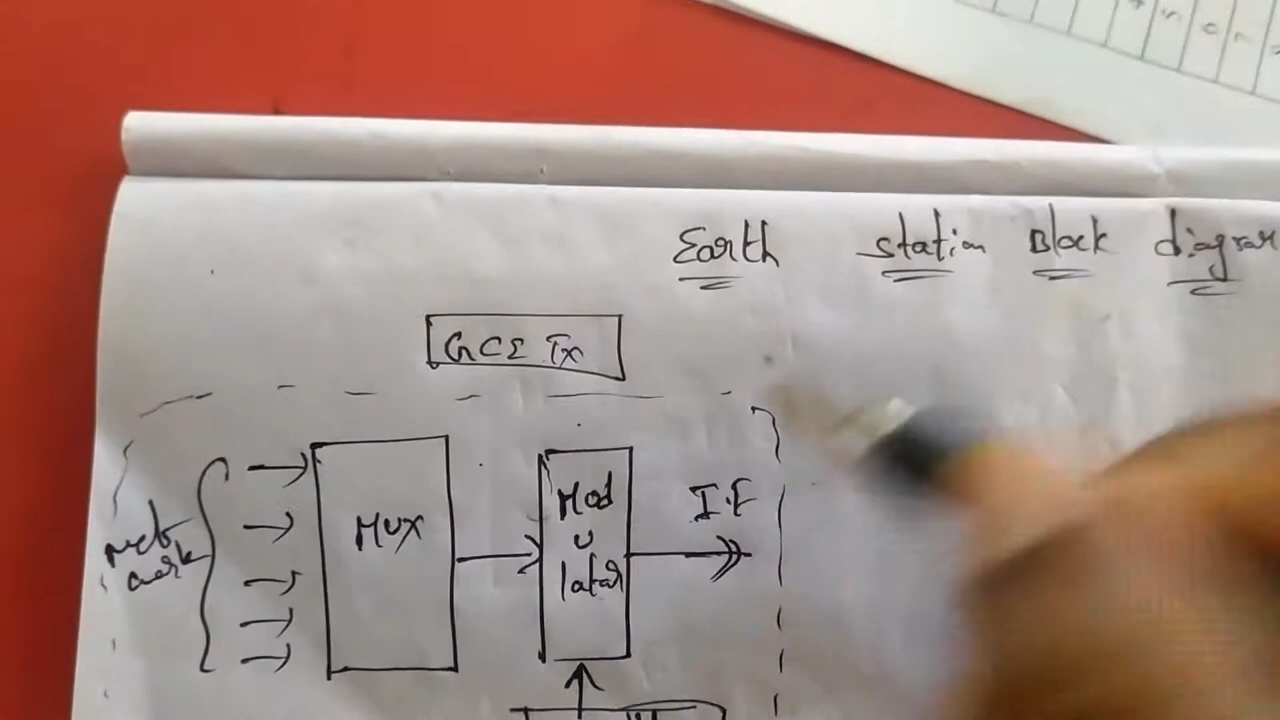 Earth station Block diagram
GCE Tx
MUX
Mod
u
lator
I.F
net
work